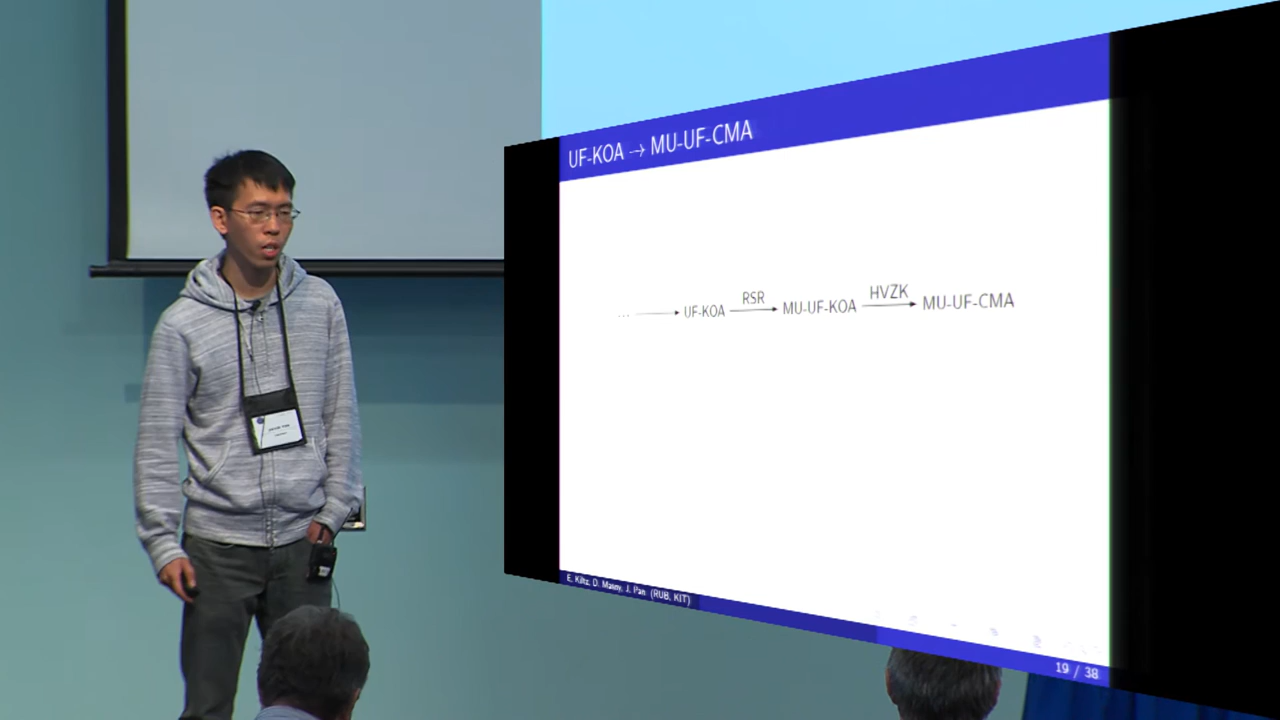 UF-KOA → MU-UF-CMA
... → UF-KOA RSR → MU-UF-KOA HVZK → MU-UF-CMA
E. Kiltz, D. Masny, J. Pan (RUB, KIT)
19 / 38